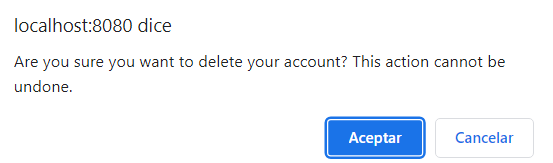 localhost:8080 dice
Are you sure you want to delete your account? This action cannot be
undone.
Aceptar Cancelar